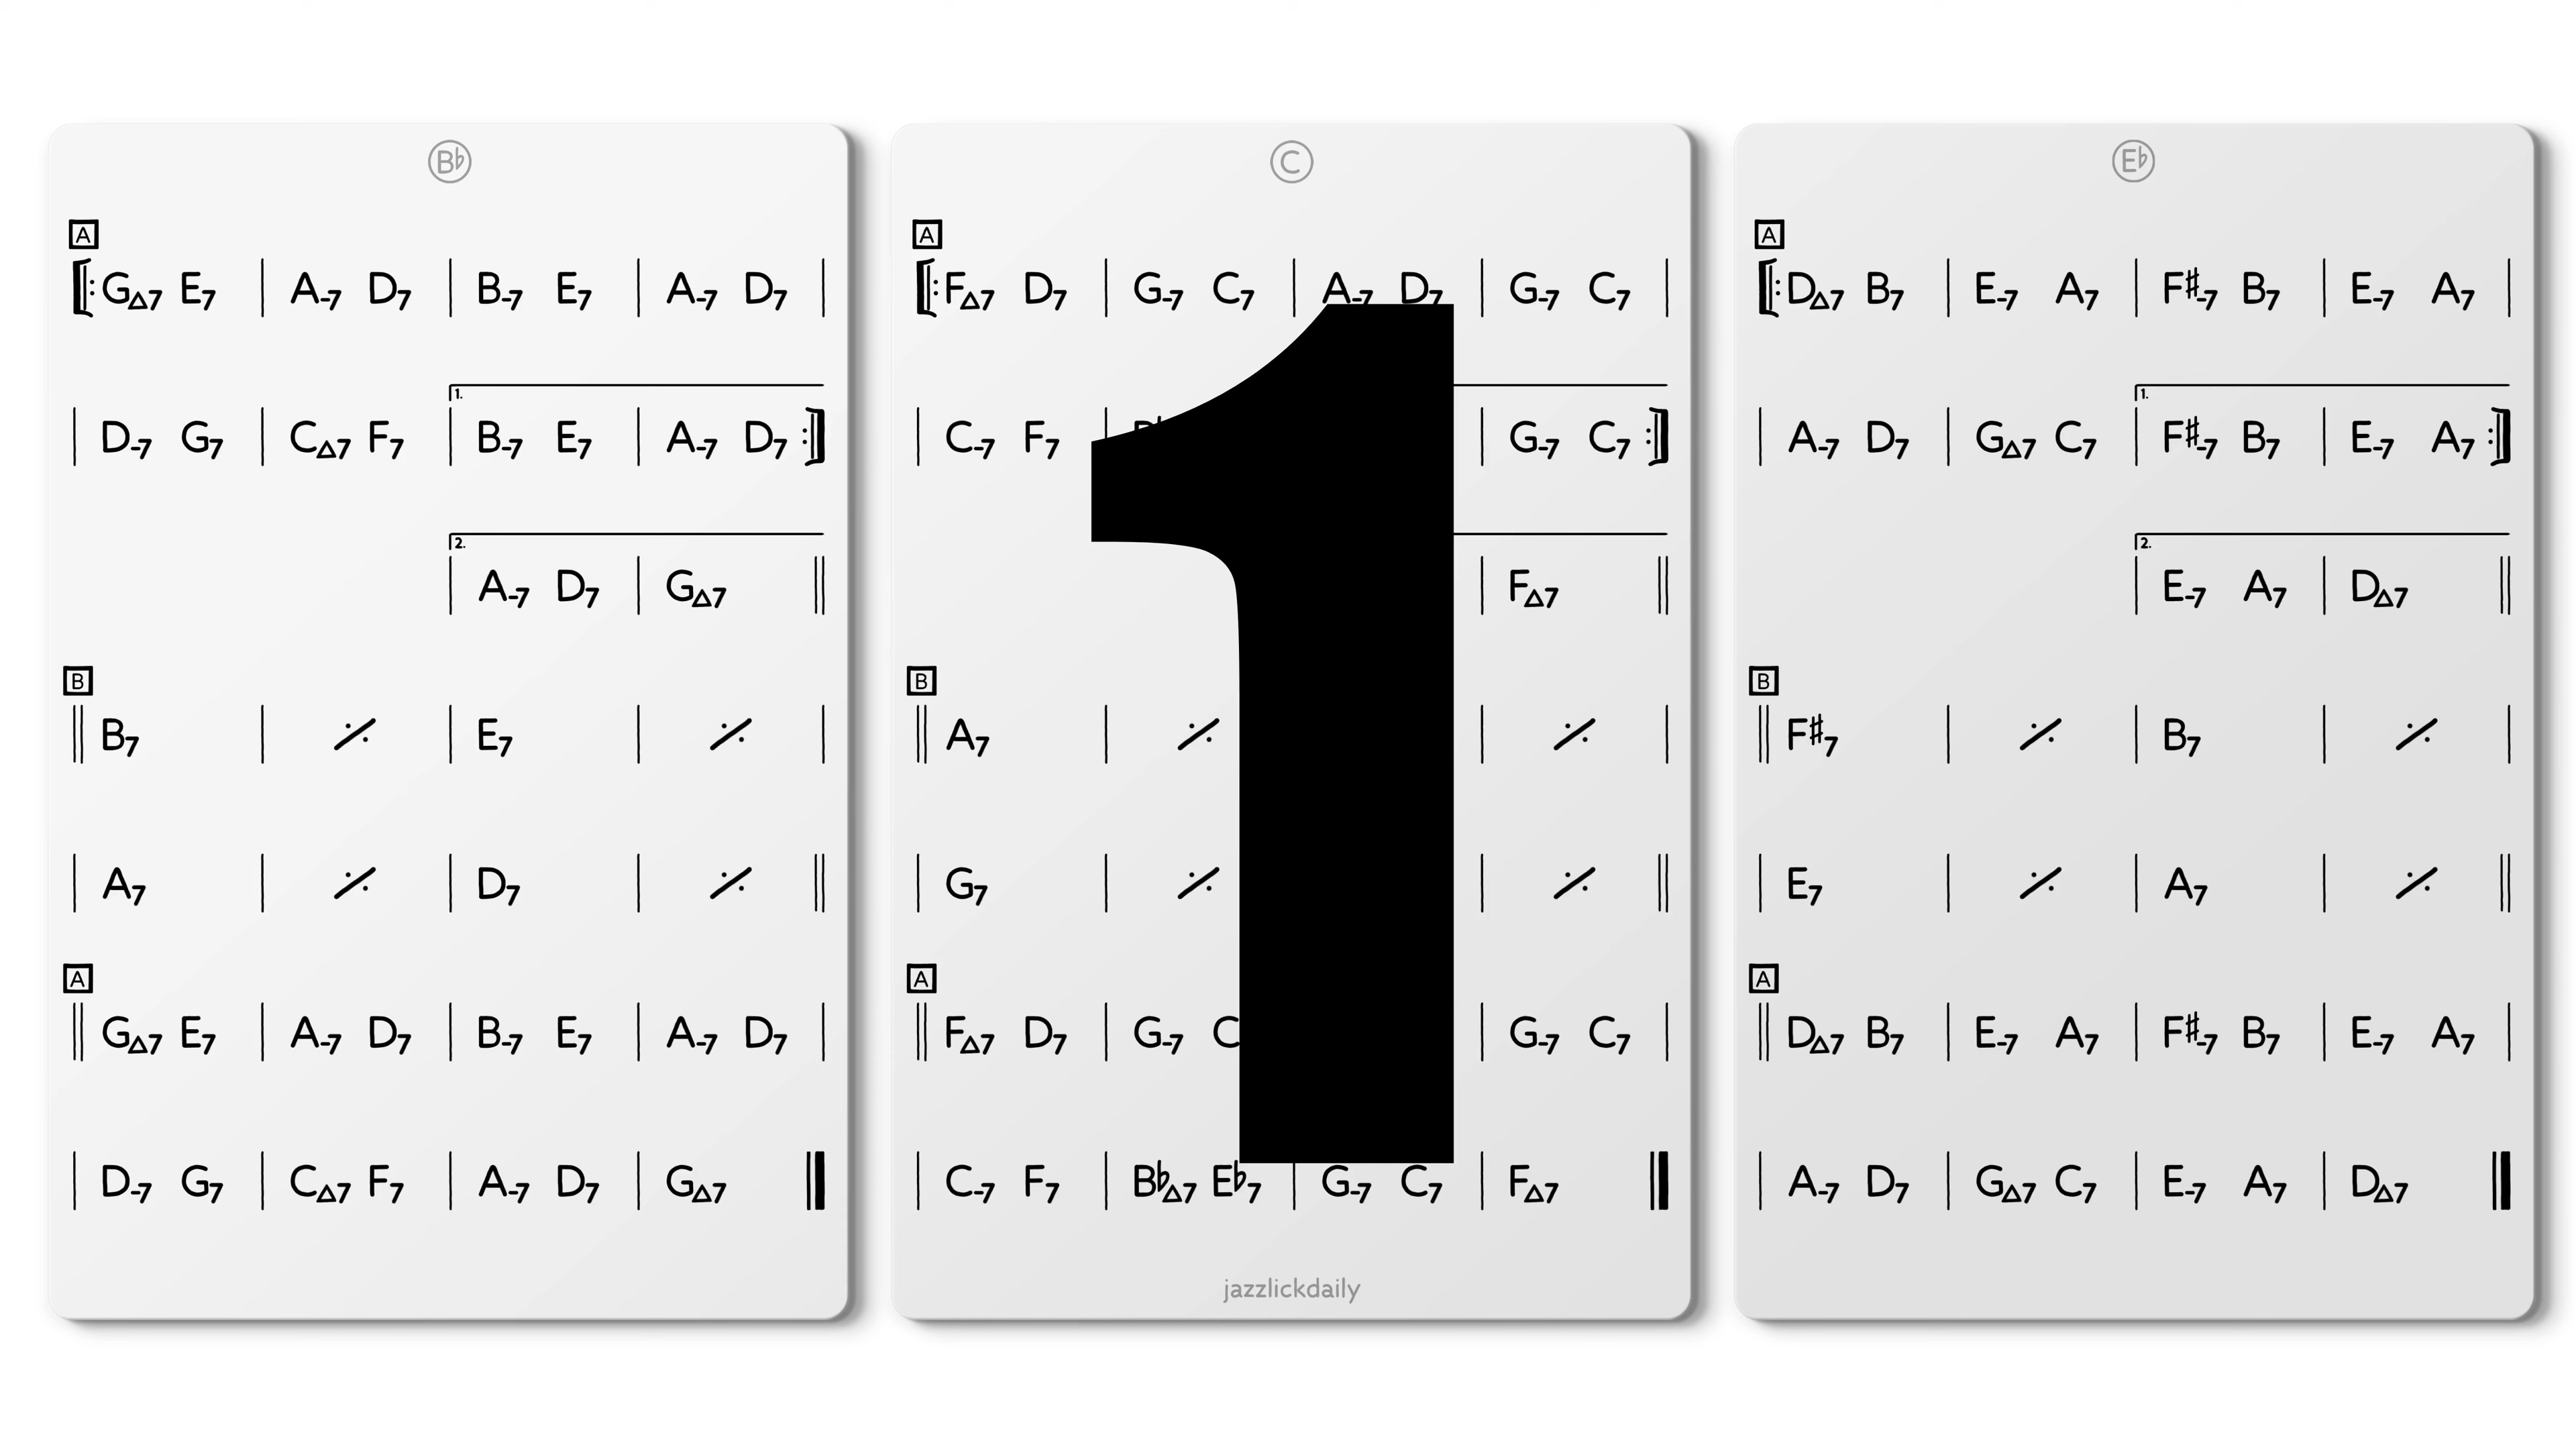 B♭
A
G△7 E7 | A-7 D7 | B-7 E7 | A-7 D7
1.
D-7 G7 | C△7 F7 | B-7 E7 | A-7 D7
2.
A-7 D7 | G△7
B
B7 | 𝄎 | E7 | 𝄎
A7 | 𝄎 | D7 | 𝄎
A
G△7 E7 | A-7 D7 | B-7 E7 | A-7 D7
D-7 G7 | C△7 F7 | A-7 D7 | G△7
C
A
F△7 D7 | G-7 C7 | A-7 D7 | G-7 C7
C-7 F7 | G-7 C7
F△7
B
A7 | 𝄎 | 𝄎
G7 | 𝄎 | 𝄎
A
F△7 D7 | G-7 C | G-7 C7
C-7 F7 | B♭△7 E♭7 | G-7 C7 | F△7
jazzlickdaily
1
E♭
A
D△7 B7 | E-7 A7 | F♯-7 B7 | E-7 A7
1.
A-7 D7 | G△7 C7 | F♯-7 B7 | E-7 A7
2.
E-7 A7 | D△7
B
F♯7 | 𝄎 | B7 | 𝄎
E7 | 𝄎 | A7 | 𝄎
A
D△7 B7 | E-7 A7 | F♯-7 B7 | E-7 A7
A-7 D7 | G△7 C7 | E-7 A7 | D△7